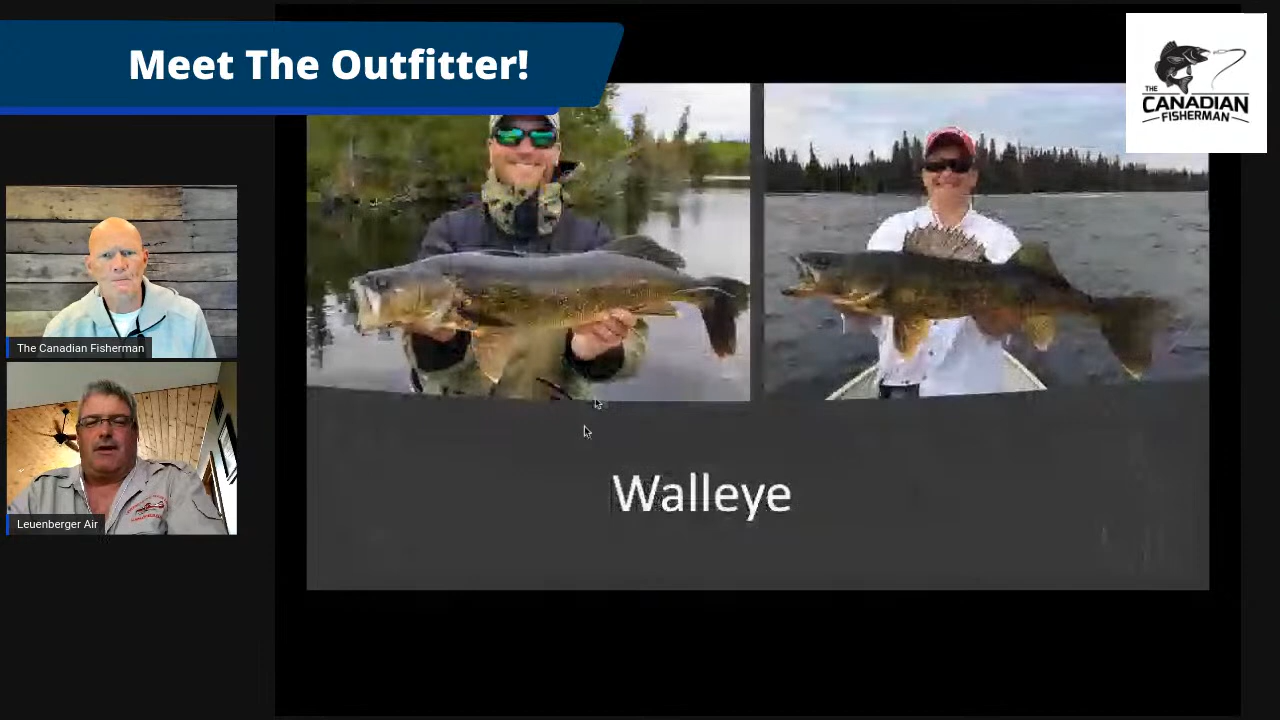 Meet The Outfitter!
THE
CANADIAN
FISHERMAN
The Canadian Fisherman
Leuenberger Air
Walleye